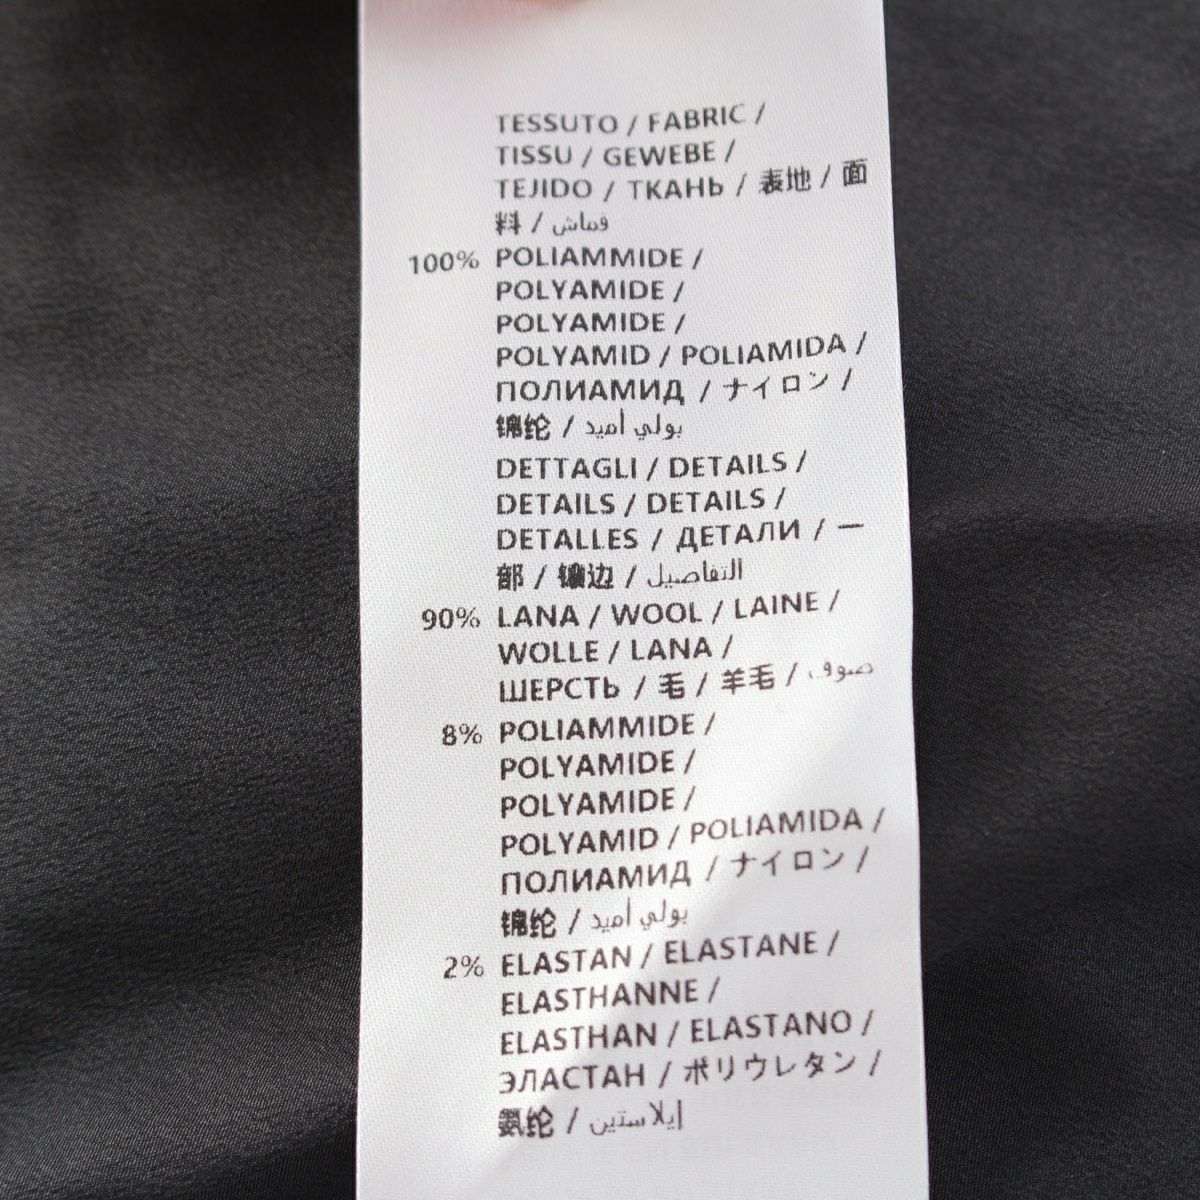 TESSUTO / FABRIC /
TISSU / GEWEBE /
TEJIDO / ТКАНЬ / 表地 / 面
料 / قماش
100% POLIAMMIDE /
POLYAMIDE /
POLYAMIDE /
POLYAMID / POLIAMIDA /
ПОЛИАМИД / ナイロン /
锦纶 / بولي أميد
DETTAGLI / DETAILS /
DETAILS / DETAILS /
DETALLES / ДЕТАЛИ / 一
部 / 镶边 / التفاصيل
90% LANA / WOOL / LAINE /
WOLLE / LANA /
ШЕРСТЬ / 毛 / 羊毛 / صوف
8% POLIAMMIDE /
POLYAMIDE /
POLYAMIDE /
POLYAMID / POLIAMIDA /
ПОЛИАМИД / ナイロン /
锦纶 / بولي أميد
2% ELASTAN / ELASTANE /
ELASTHANNE /
ELASTHAN / ELASTANO /
ЭЛАСТАН / ポリウレタン /
氨纶 / إيلاستين